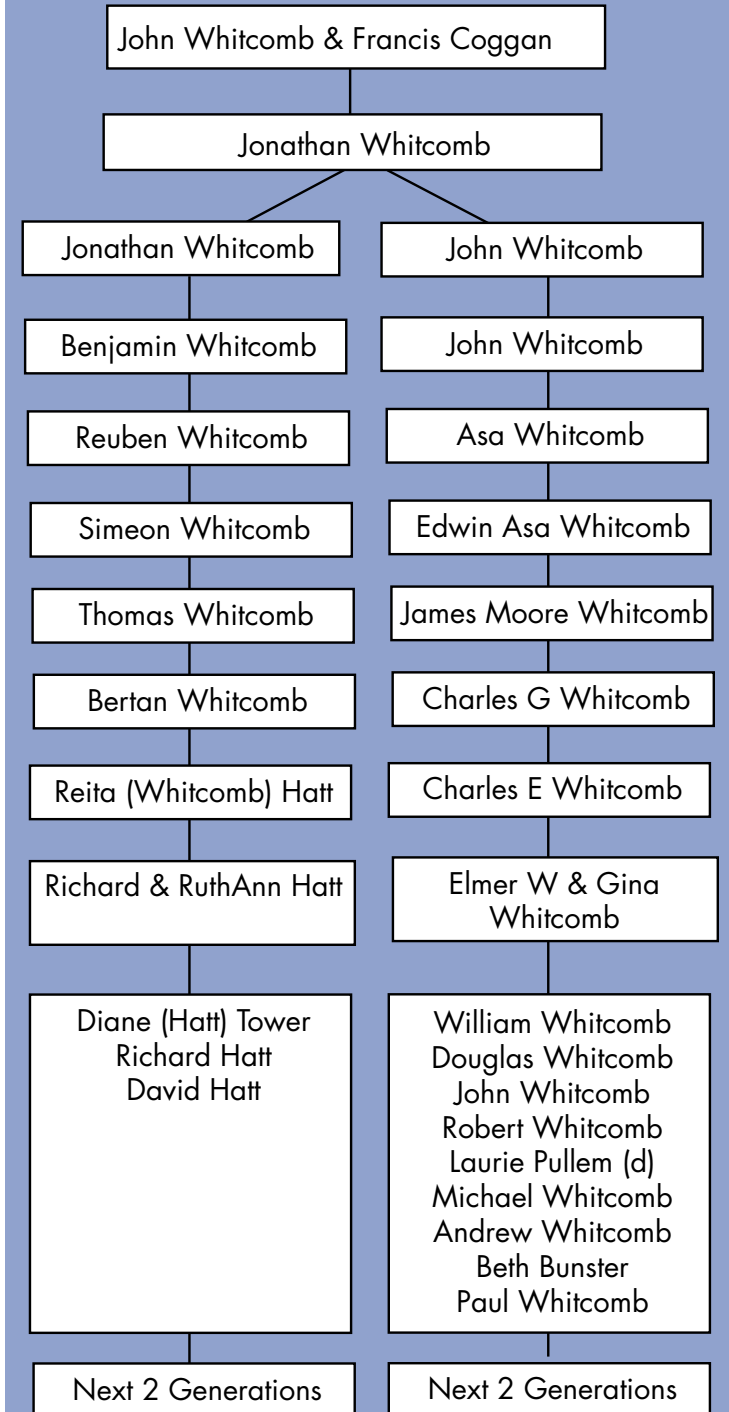 John Whitcomb & Francis Coggan
Jonathan Whitcomb
Jonathan Whitcomb
Benjamin Whitcomb
Reuben Whitcomb
Simeon Whitcomb
Thomas Whitcomb
Bertan Whitcomb
Reita (Whitcomb) Hatt
Richard & RuthAnn Hatt
Diane (Hatt) Tower
Richard Hatt
David Hatt
Next 2 Generations
John Whitcomb
John Whitcomb
Asa Whitcomb
Edwin Asa Whitcomb
James Moore Whitcomb
Charles G Whitcomb
Charles E Whitcomb
Elmer W & Gina
Whitcomb
William Whitcomb
Douglas Whitcomb
John Whitcomb
Robert Whitcomb
Laurie Pullem (d)
Michael Whitcomb
Andrew Whitcomb
Beth Bunster
Paul Whitcomb
Next 2 Generations